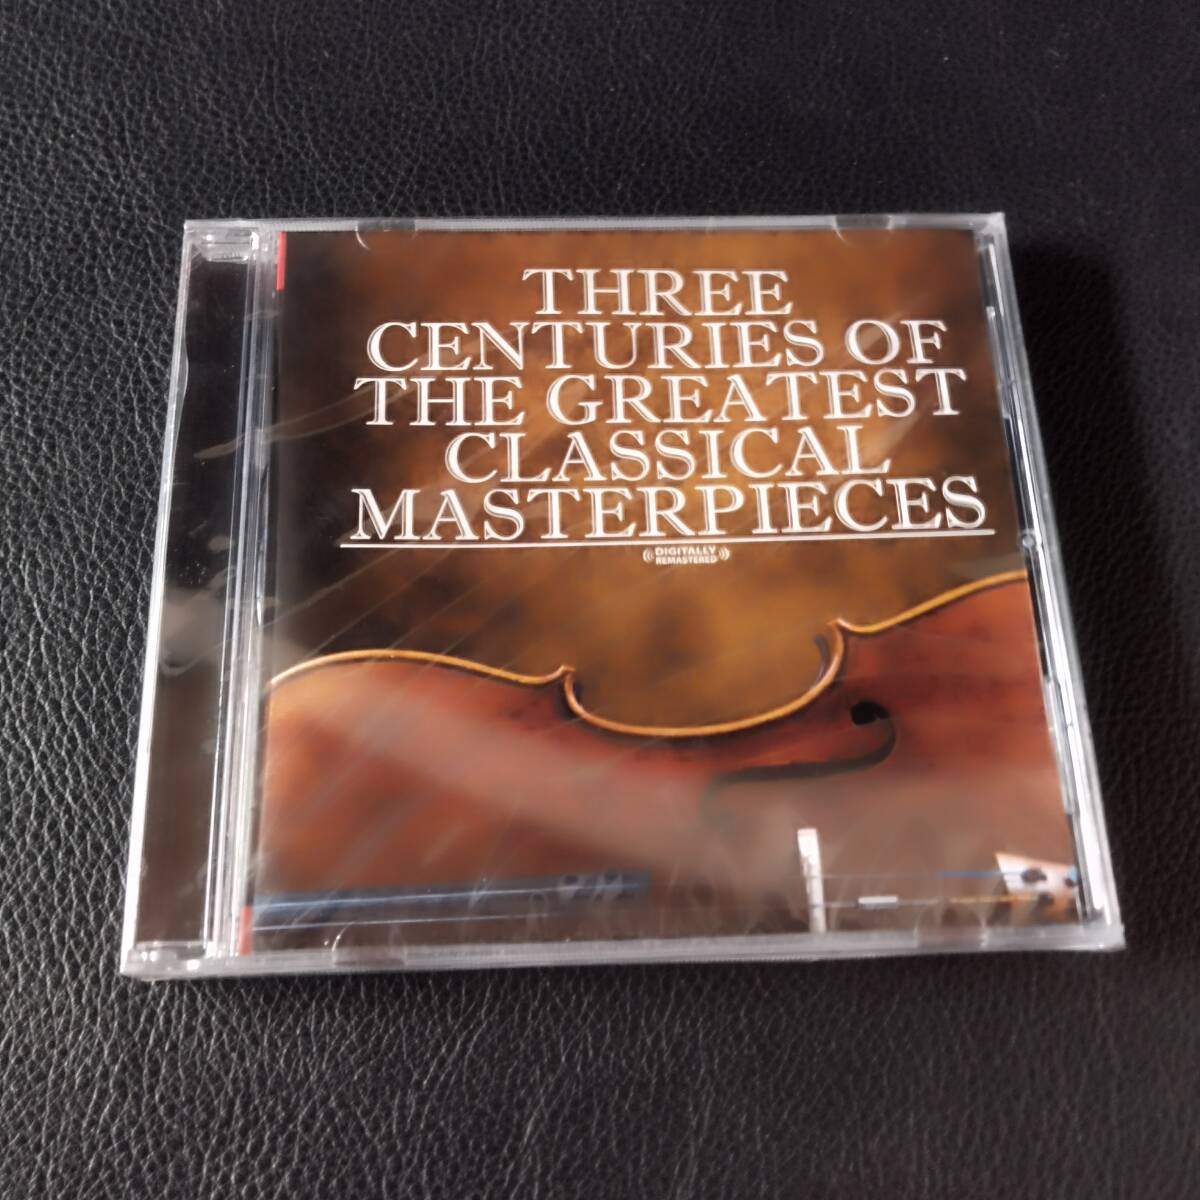 THREE
CENTURIES OF
THE GREATEST
CLASSICAL
MASTERPIECES
DIGITALLY
REMASTERED